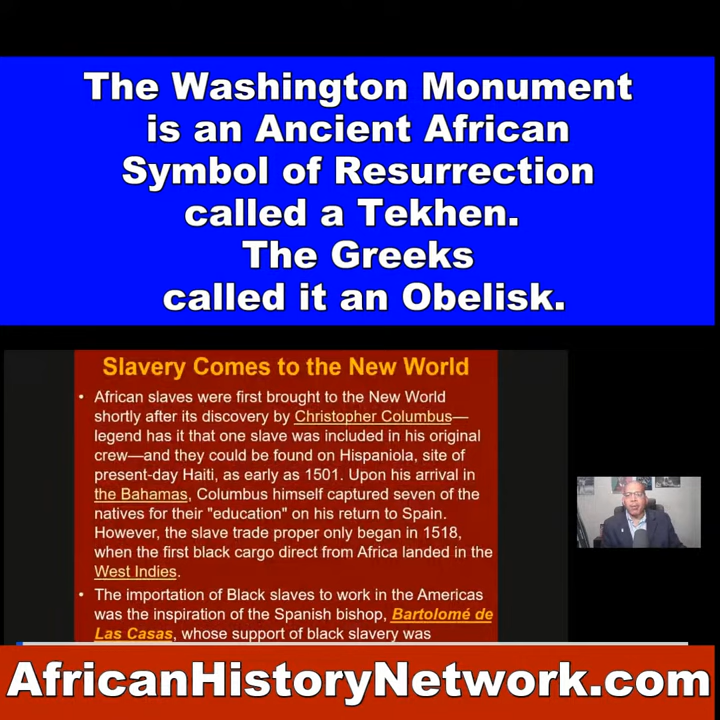 The Washington Monument
is an Ancient African
Symbol of Resurrection
called a Tekhen.
The Greeks
called it an Obelisk.
Slavery Comes to the New World
• African slaves were first brought to the New World
shortly after its discovery by Christopher Columbus—
legend has it that one slave was included in his original
crew—and they could be found on Hispaniola, site of
present-day Haiti, as early as 1501. Upon his arrival in
the Bahamas, Columbus himself captured seven of the
natives for their "education" on his return to Spain.
However, the slave trade proper only began in 1518,
when the first black cargo direct from Africa landed in the
West Indies.
• The importation of Black slaves to work in the Americas
was the inspiration of the Spanish bishop, Bartolomé de
Las Casas, whose support of black slavery was
AfricanHistoryNetwork.com